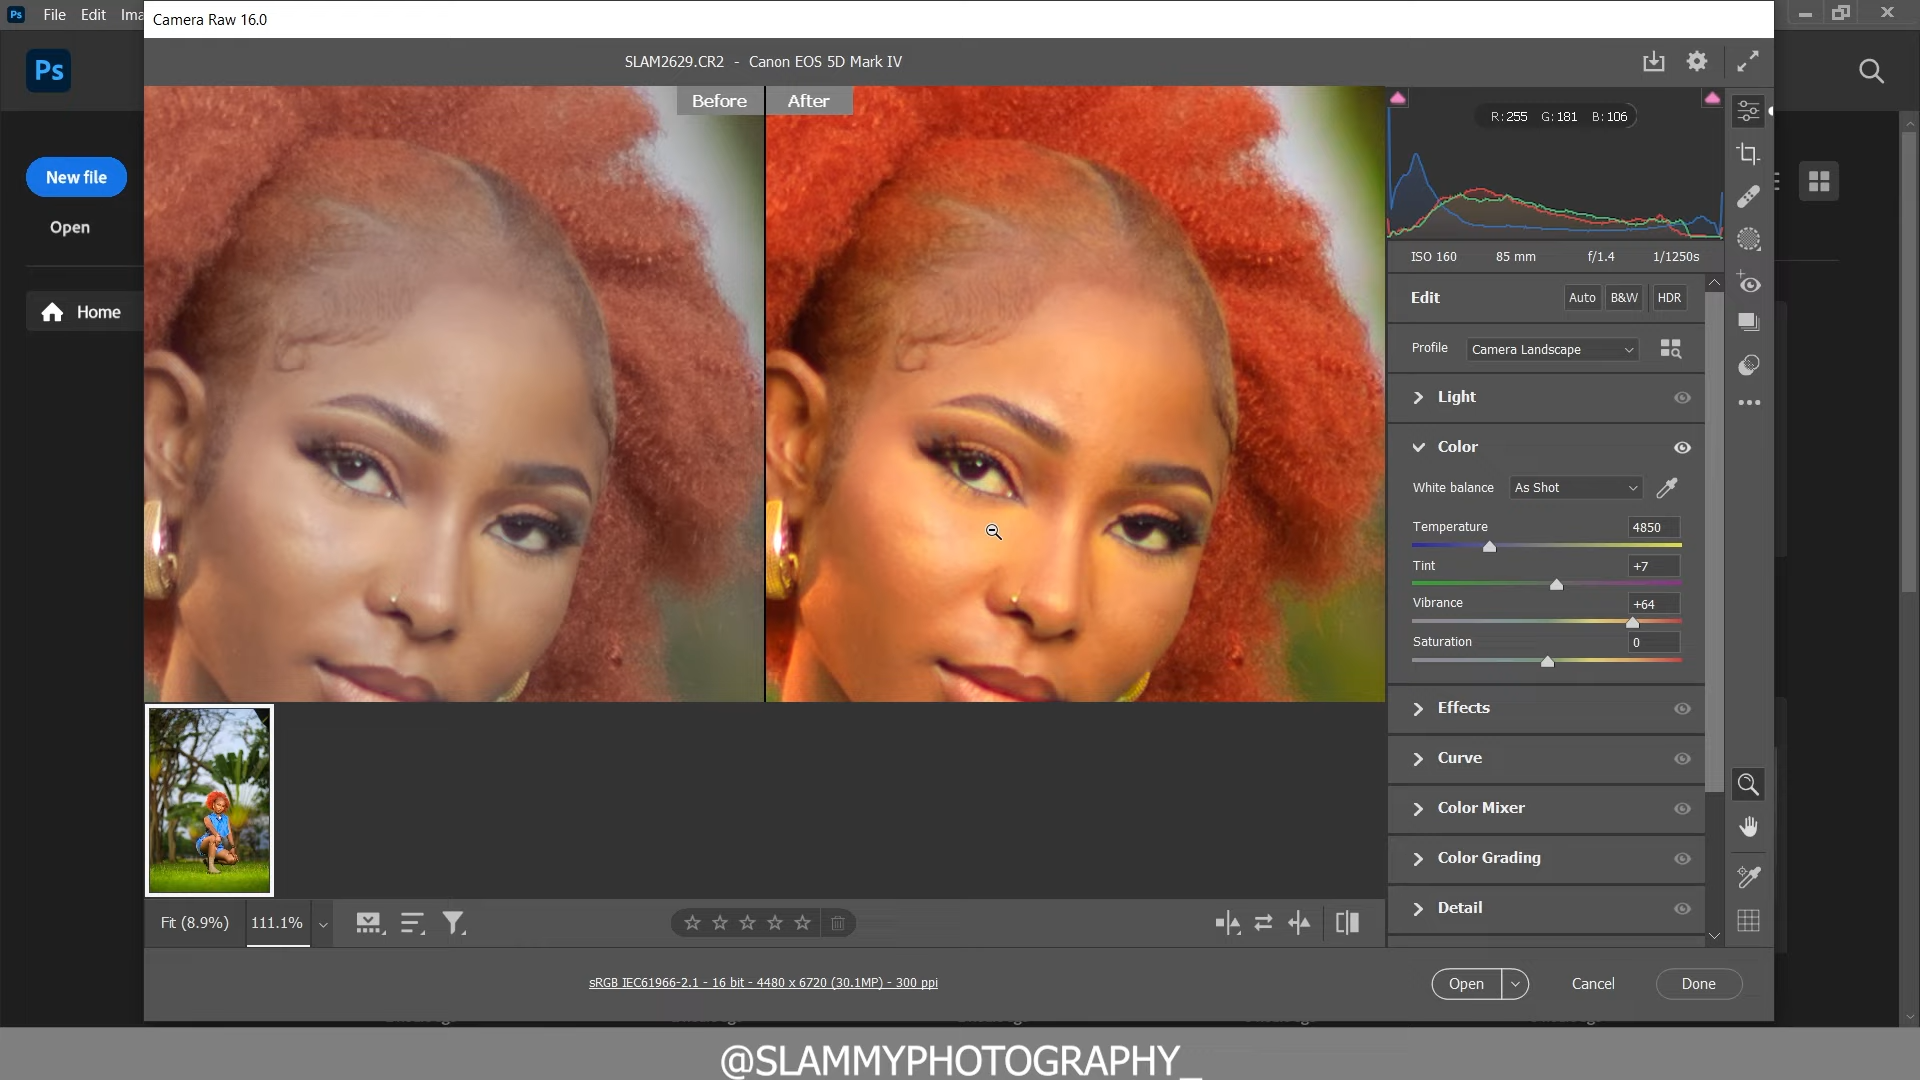 Ps File Edit Ima
Camera Raw 16.0
SLAM2629.CR2 - Canon EOS 5D Mark IV
Ps
Before After
R: 255 G: 181 B: 106
New file
Open
Home
ISO 160 85 mm f/1.4 1/1250s
Edit Auto B&W HDR
Profile Camera Landscape
Light
Color
White balance As Shot
Temperature 4850
Tint +7
Vibrance +64
Saturation 0
Effects
Curve
Color Mixer
Color Grading
Detail
Fit (8.9%) 111.1%
sRGB IEC61966-2.1 - 16 bit - 4480 x 6720 (30.1MP) - 300 ppi
Open Cancel Done
@SLAMMYPHOTOGRAPHY_